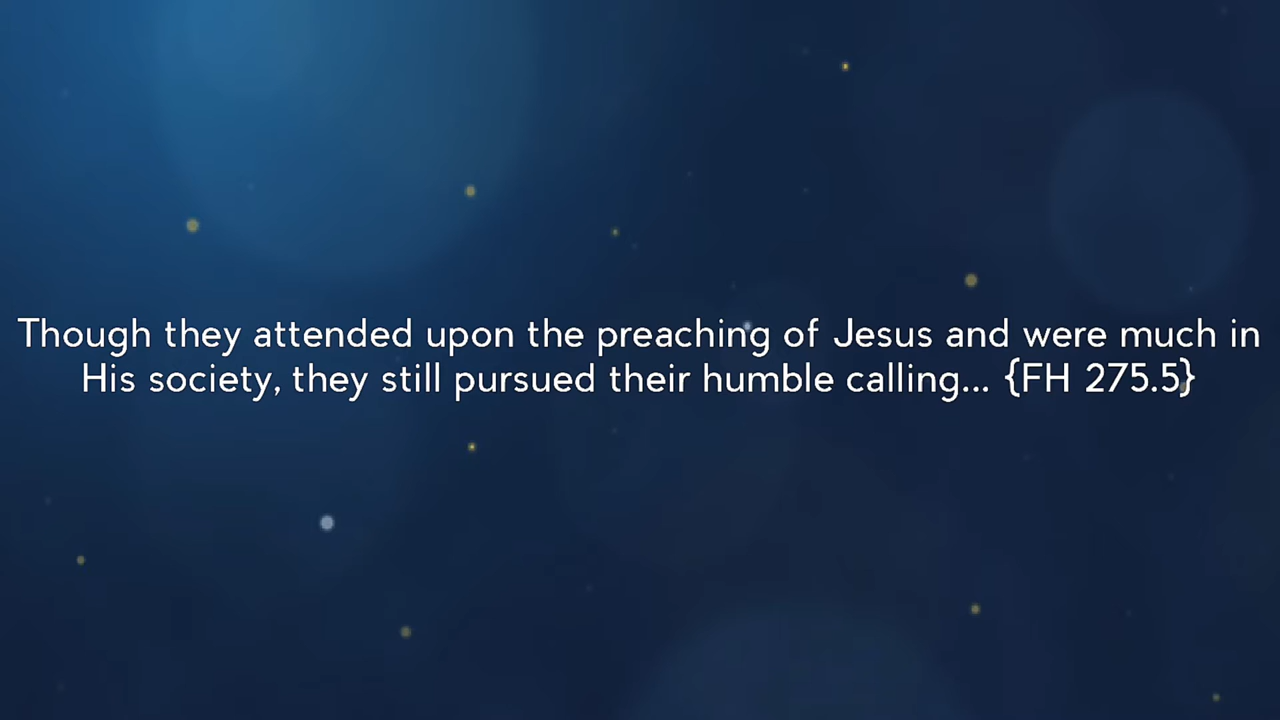 Though they attended upon the preaching of Jesus and were much in
His society, they still pursued their humble calling... {FH 275.5}